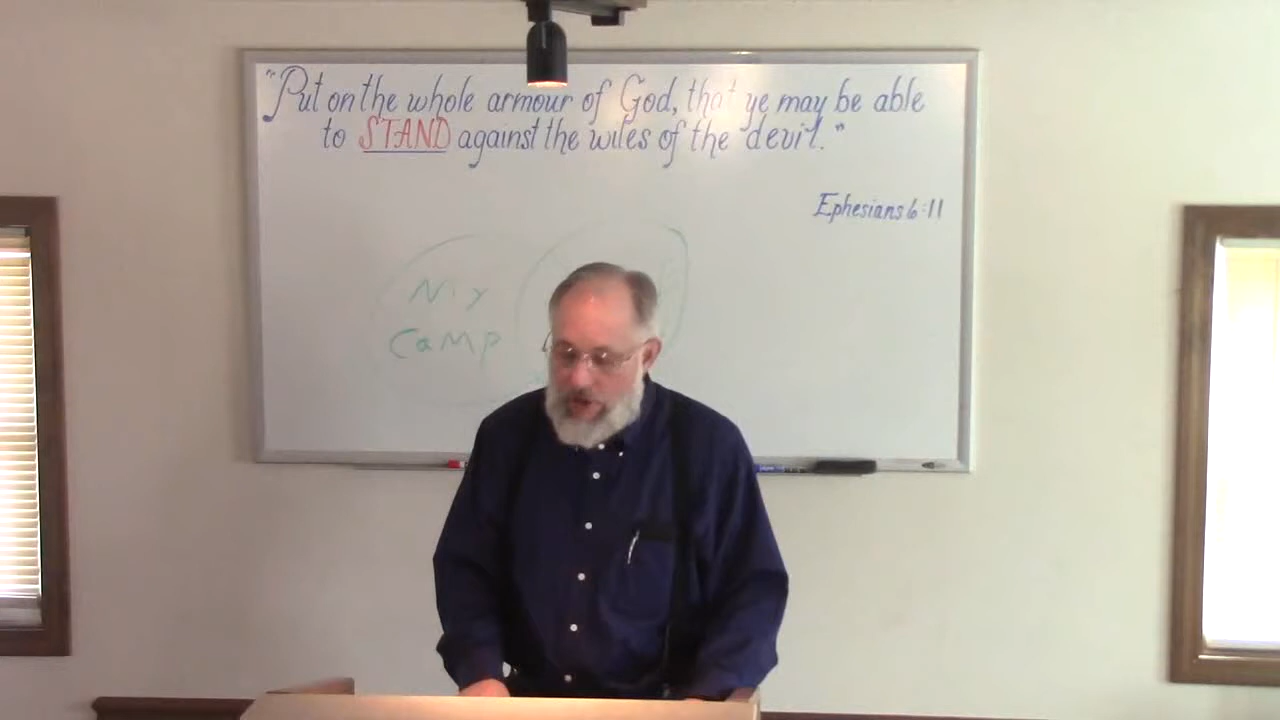 "Put on the whole armour of God, that ye may be able
to STAND against the wiles of the devil."
Ephesians 6:11
My
Camp